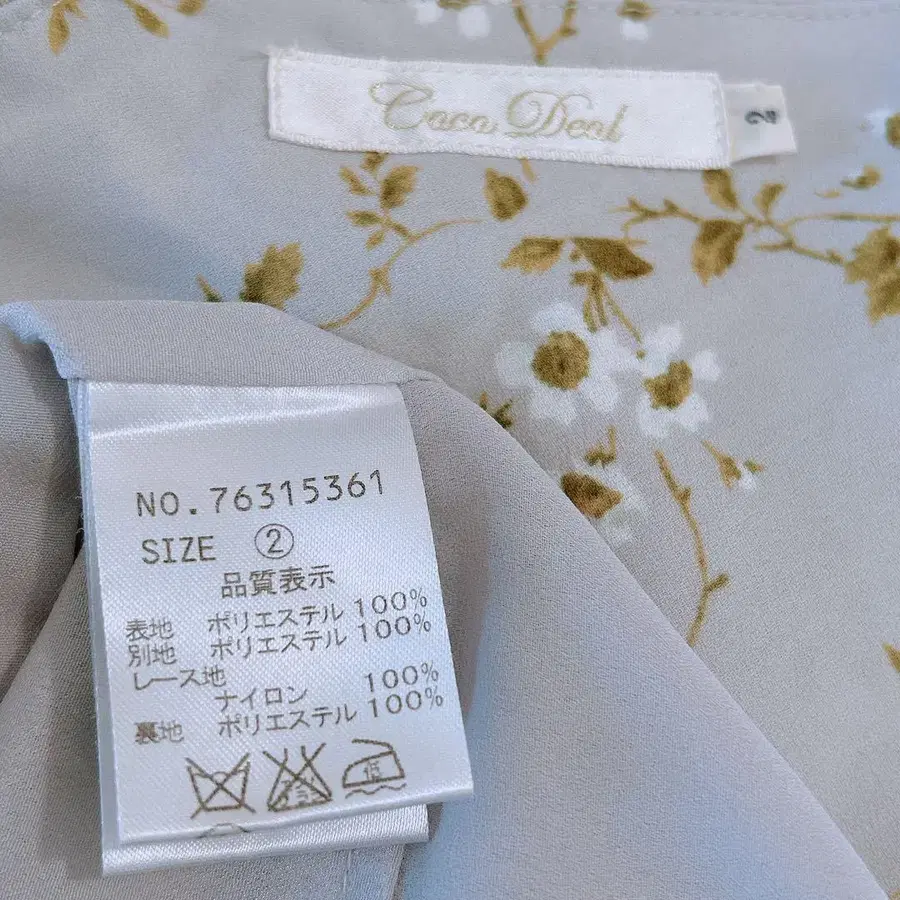 Coco Deal
2
NO.76315361
SIZE ②
品質表示
表地 ポリエステル 100%
別地 ポリエステル 100%
レース地
ナイロン 100%
裏地 ポリエステル 100%
低